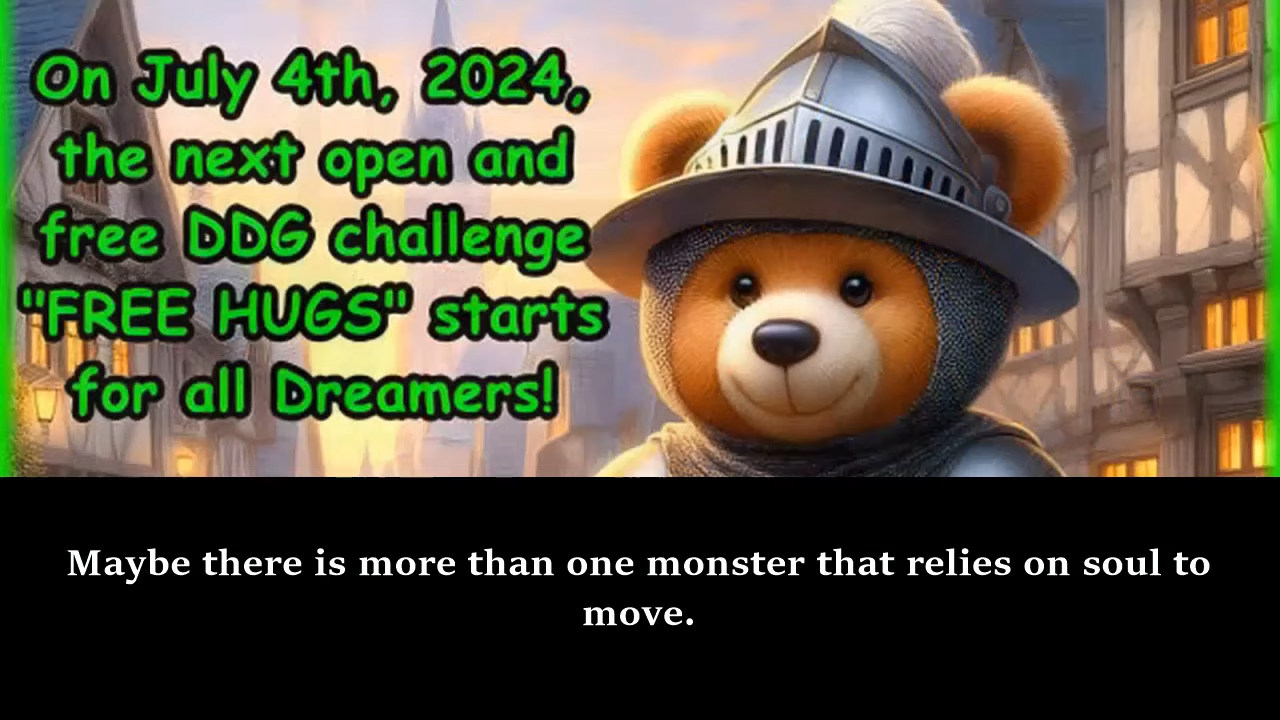 On July 4th, 2024,
the next open and
free DDG challenge
"FREE HUGS" starts
for all Dreamers!
Maybe there is more than one monster that relies on soul to
move.